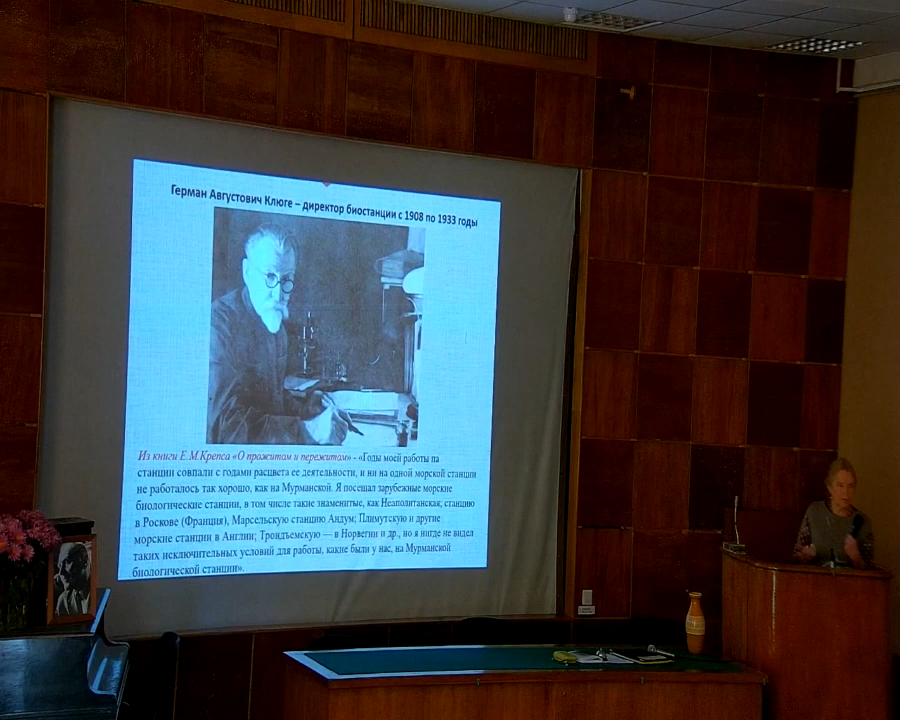 Герман Августович Клюге – директор биостанции с 1908 по 1933 годы
Из книги Е.М.Крепса «О прожитом и пережитом» - «Годы моей работы на
станции совпали с годами расцвета ее деятельности, и ни на одной морской станции
не работалось так хорошо, как на Мурманской. Я посещал зарубежные морские
биологические станции, в том числе такие знаменитые, как Неаполитанская, станцию
в Роскове (Франция), Марсельскую станцию Андум; Плимутскую и другие
морские станции в Англии; Трондъемскую — в Норвегии и др., но я нигде не видел
таких исключительных условий для работы, какие были у нас, на Мурманской
биологической станции».